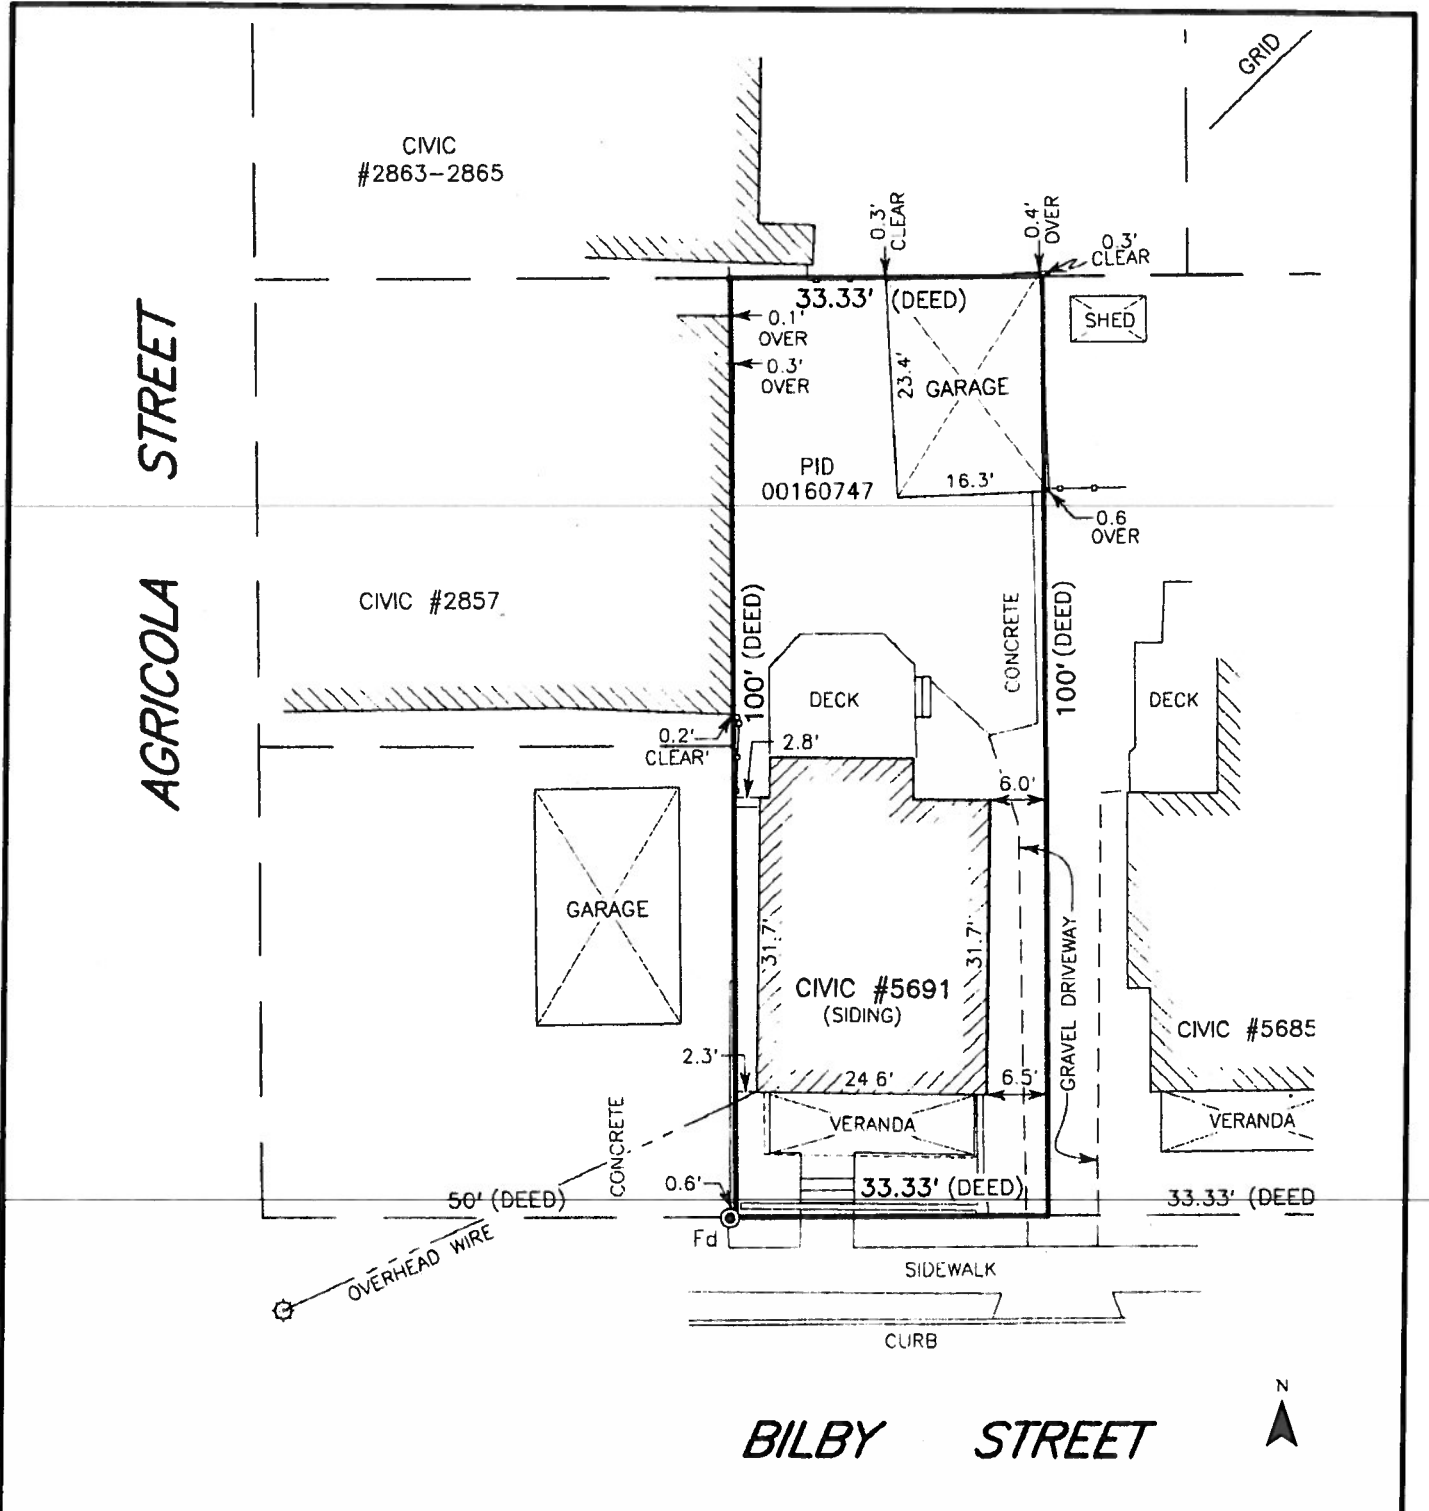 GRID
CIVIC
#2863-2865
0.3'
CLEAR
0.4'
OVER
0.3'
CLEAR
33.33' (DEED)
SHED
0.1'
OVER
0.3'
OVER
23.4'
GARAGE
16.3'
PID
00160747
0.6
OVER
AGRICOLA STREET
CIVIC #2857
100' (DEED)
CONCRETE
100' (DEED)
DECK
DECK
0.2'
CLEAR'
2.8'
6.0'
GARAGE
31.7'
31.7'
CIVIC #5691
(SIDING)
GRAVEL DRIVEWAY
CIVIC #5685
2.3'
24.6'
6.5'
VERANDA
VERANDA
CONCRETE
0.6'
50' (DEED)
33.33' (DEED)
33.33' (DEED
Fd
OVERHEAD WIRE
SIDEWALK
CURB
N
BILBY STREET